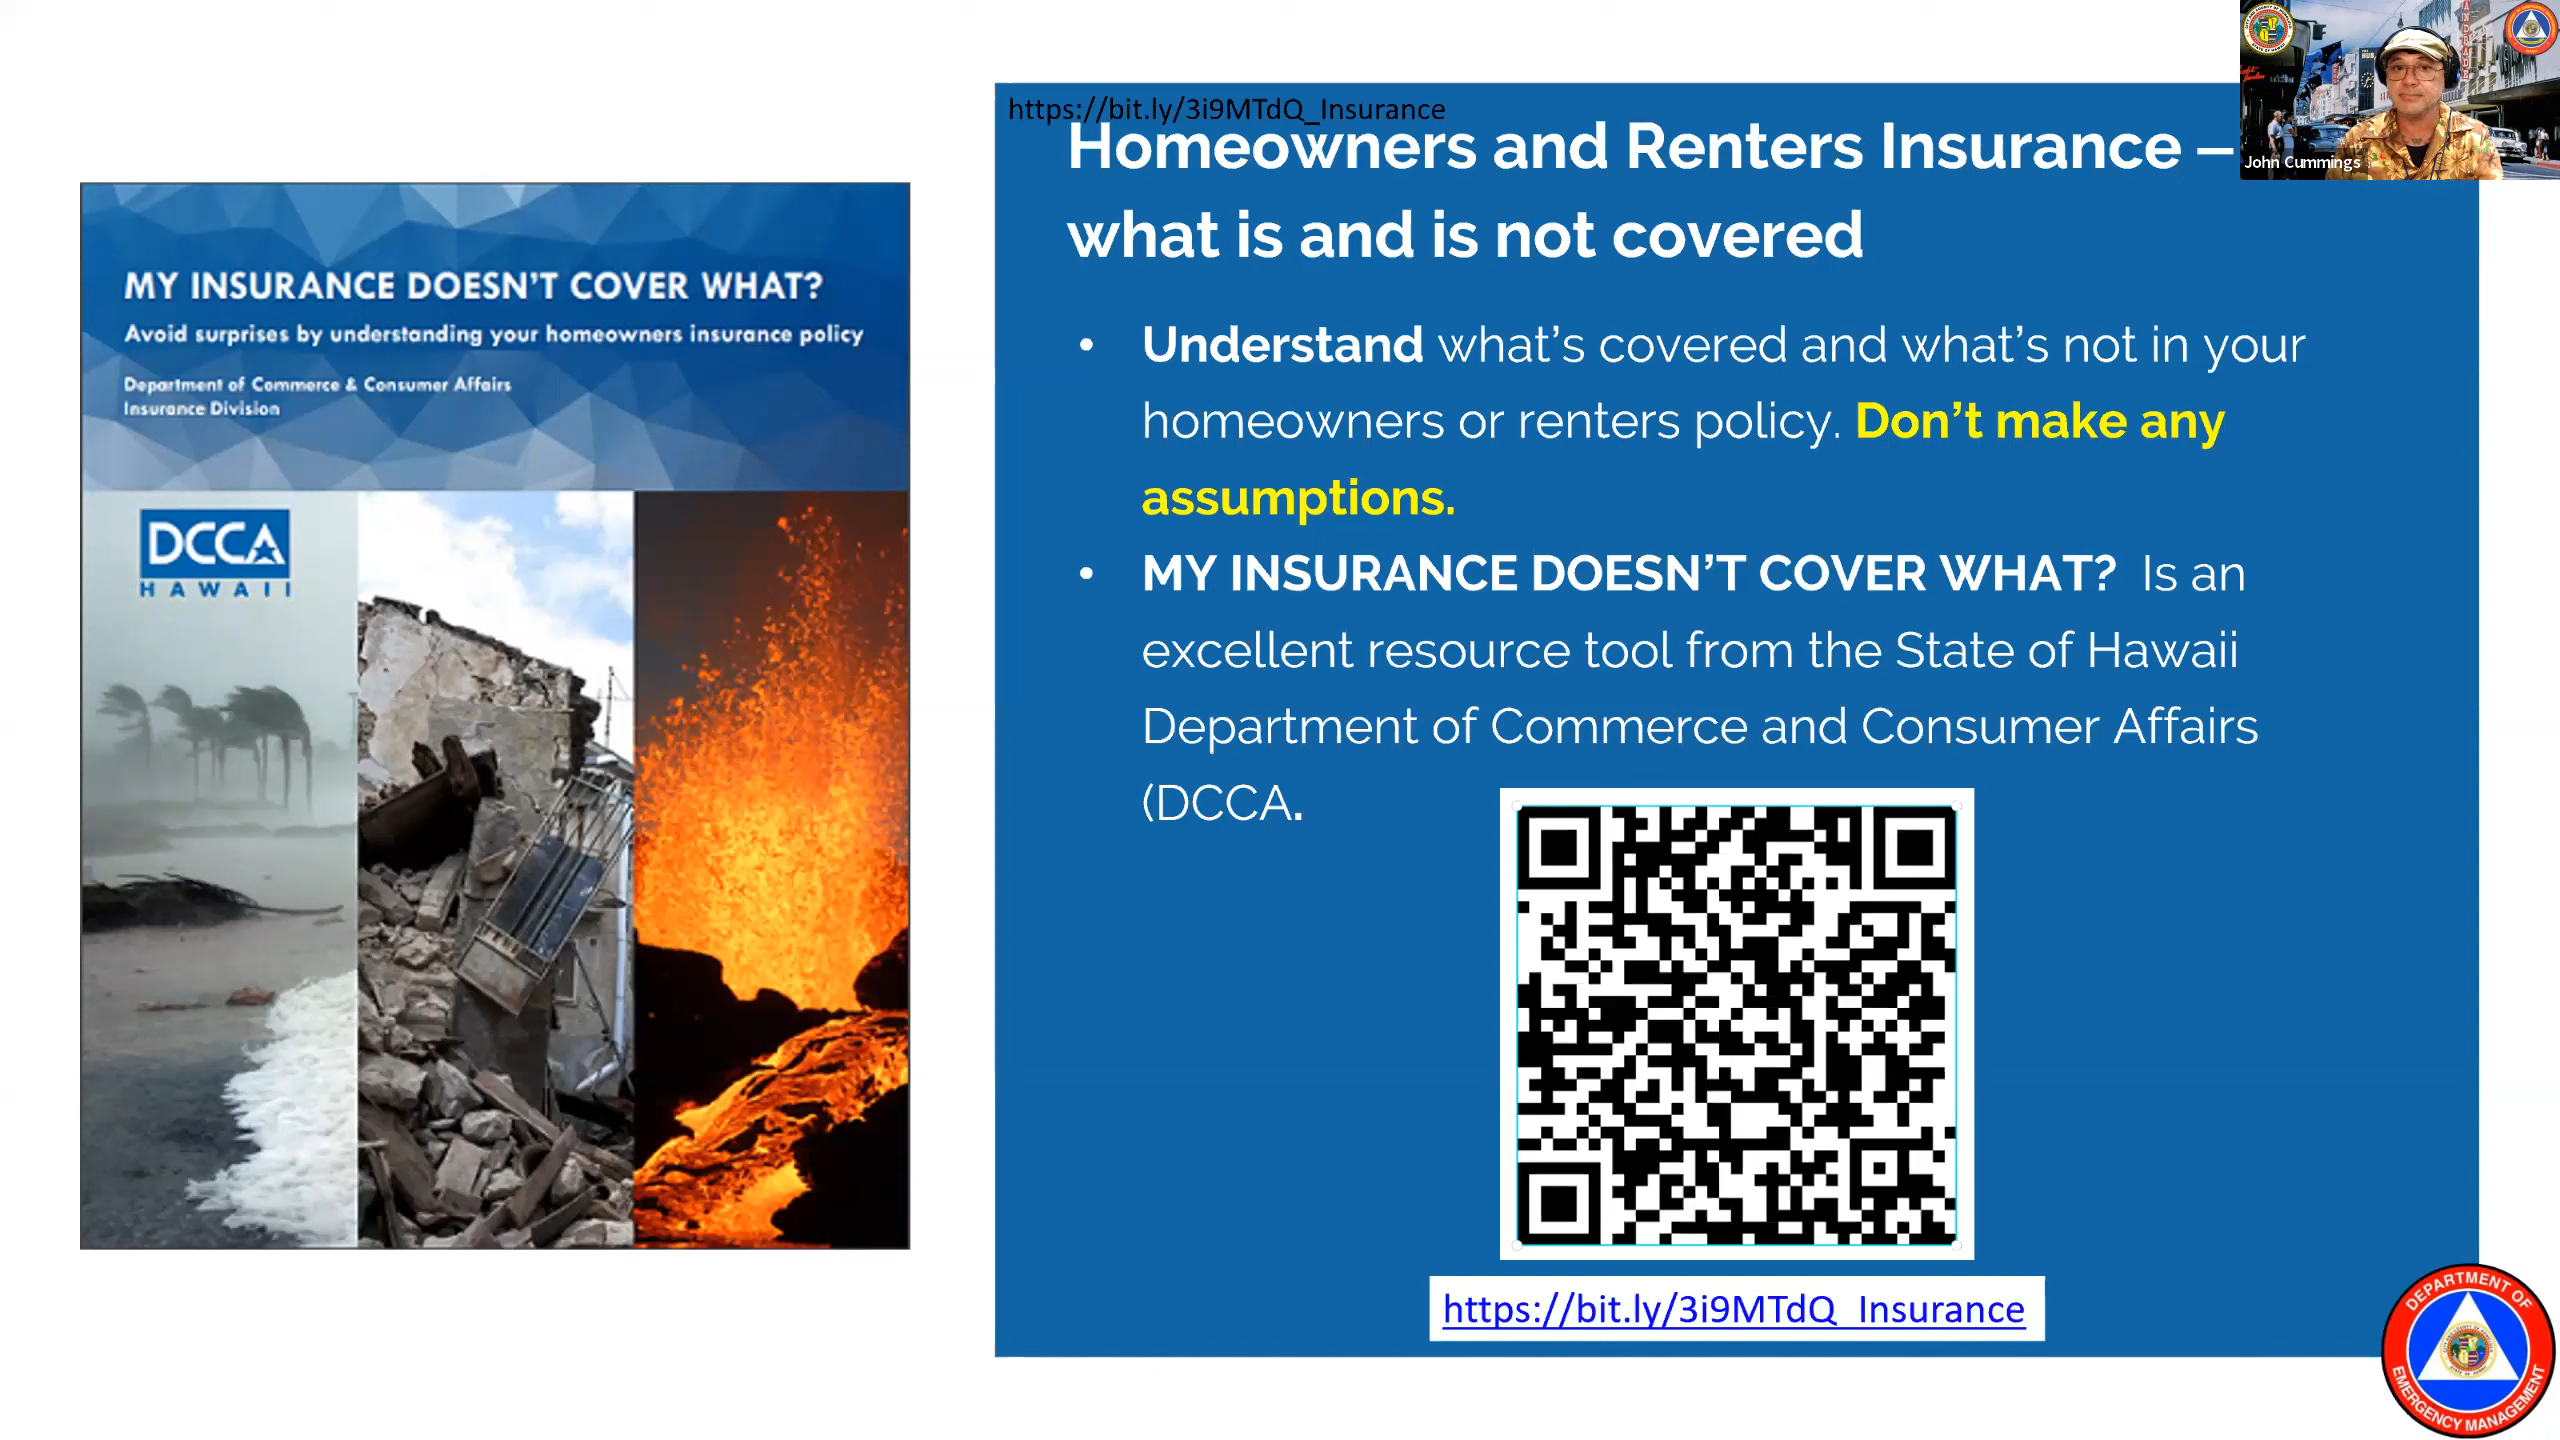 https://bit.ly/3i9MTdQ_Insurance
Homeowners and Renters Insurance –
what is and is not covered
John Cummings
MY INSURANCE DOESN'T COVER WHAT?
Avoid surprises by understanding your homeowners insurance policy
Department of Commerce & Consumer Affairs
Insurance Division
DCCA
HAWAII
• Understand what's covered and what's not in your
homeowners or renters policy. Don't make any
assumptions.
• MY INSURANCE DOESN'T COVER WHAT? Is an
excellent resource tool from the State of Hawaii
Department of Commerce and Consumer Affairs
(DCCA.
https://bit.ly/3i9MTdQ_Insurance
DEPARTMENT OF
EMERGENCY MANAGEMENT